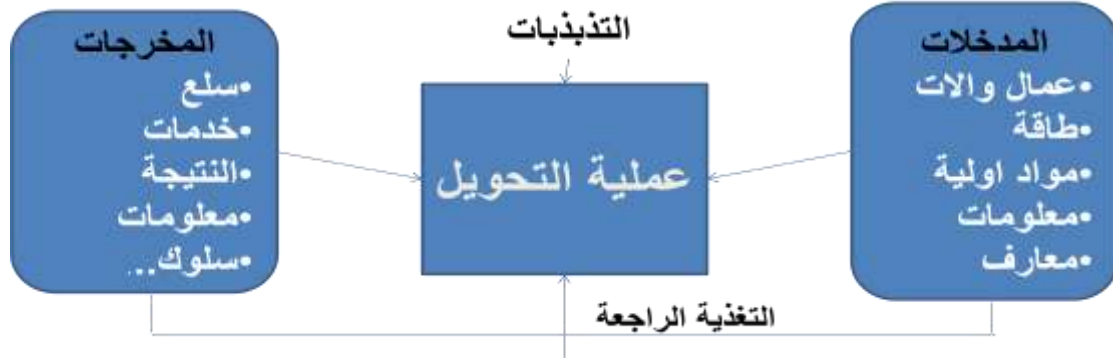 المدخلات
•عمال والات
•طاقة
•مواد اولية
•معلومات
•معارف
التذبذبات
عملية التحويل
المخرجات
•سلع
•خدمات
•النتيجة
•معلومات
•سلوك...
التغذية الراجعة